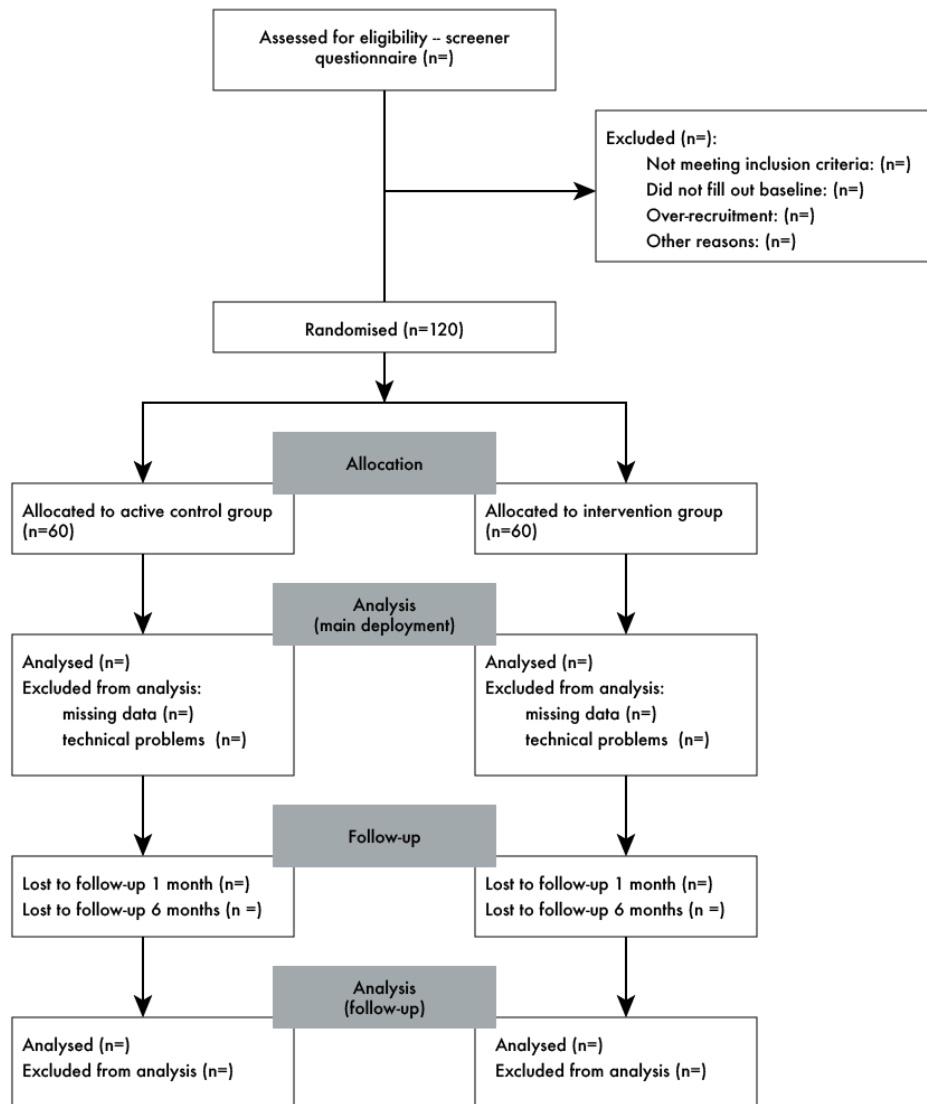 Assessed for eligibility -- screener
questionnaire (n=)
Excluded (n=):
Not meeting inclusion criteria: (n=)
Did not fill out baseline: (n=)
Over-recruitment: (n=)
Other reasons: (n=)
Randomised (n=120)
Allocation
Allocated to active control group
(n=60)
Allocated to intervention group
(n=60)
Analysis
(main deployment)
Analysed (n=)
Excluded from analysis:
missing data (n=)
technical problems (n=)
Analysed (n=)
Excluded from analysis:
missing data (n=)
technical problems (n=)
Follow-up
Lost to follow-up 1 month (n=)
Lost to follow-up 6 months (n =)
Lost to follow-up 1 month (n=)
Lost to follow-up 6 months (n =)
Analysis
(follow-up)
Analysed (n=)
Excluded from analysis (n=)
Analysed (n=)
Excluded from analysis (n=)